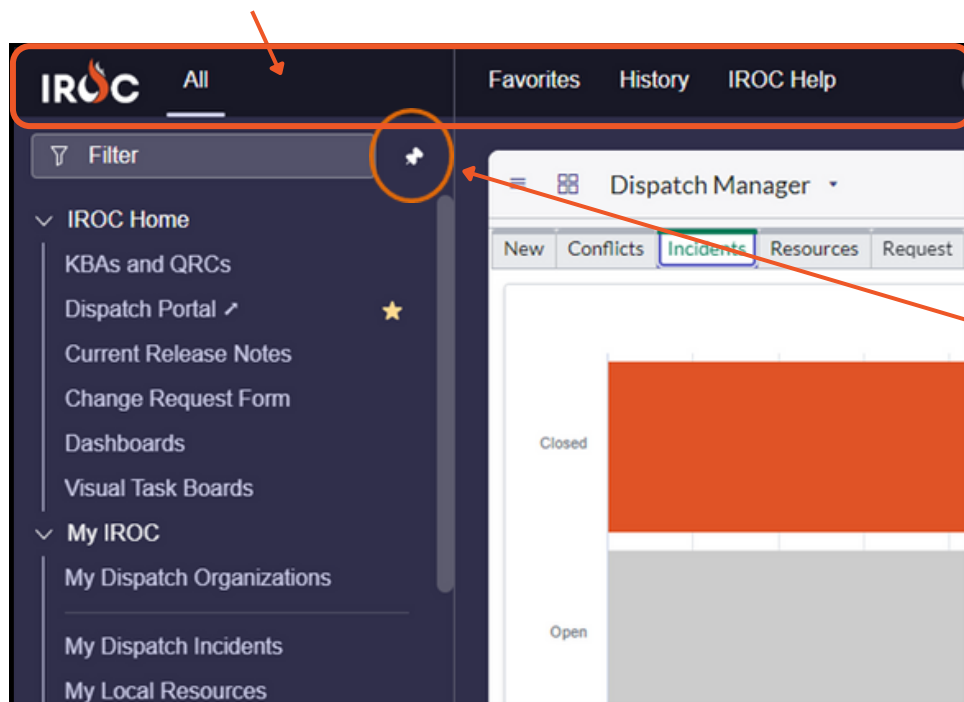 IROC All Favorites History IROC Help
Filter
Dispatch Manager
New Conflicts Incidents Resources Request
IROC Home
KBAs and QRCs
Dispatch Portal
Current Release Notes
Change Request Form
Dashboards
Visual Task Boards
My IROC
My Dispatch Organizations
My Dispatch Incidents
My Local Resources
Closed
Open